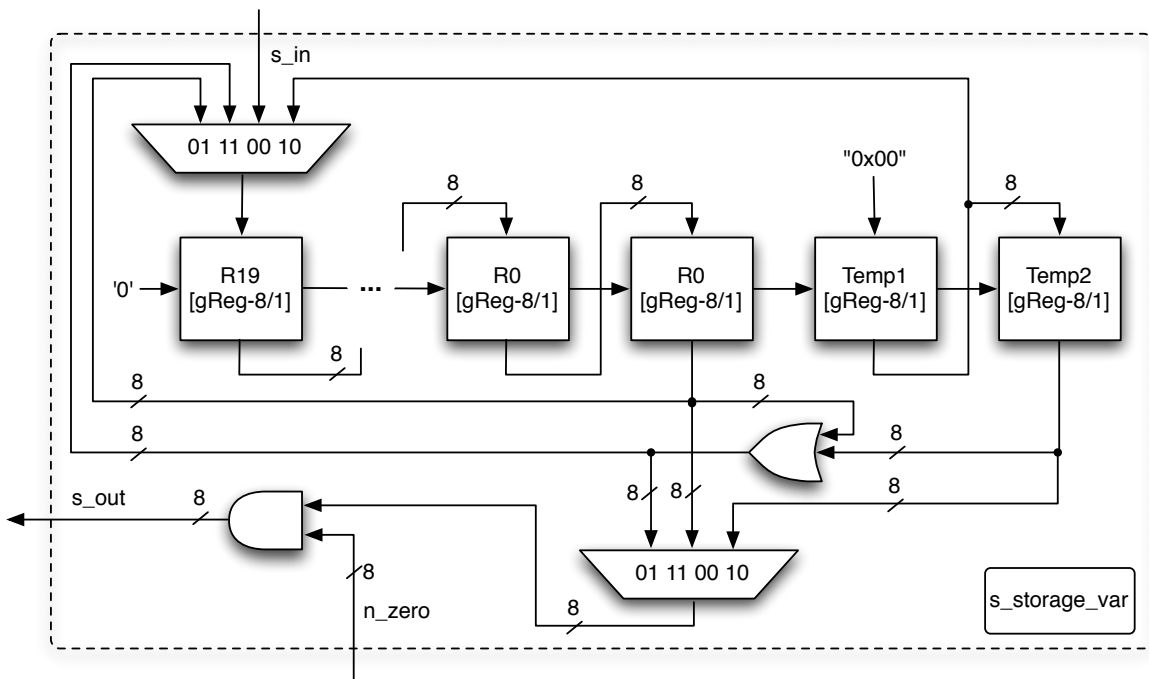 s_in
01 11 00 10
"0x00"
8
8
8
'0'
R19
[gReg-8/1]
...
R0
[gReg-8/1]
R0
[gReg-8/1]
Temp1
[gReg-8/1]
Temp2
[gReg-8/1]
8
8
8
8
8
8
8
8
s_out
8
01 11 00 10
8
n_zero
8
s_storage_var